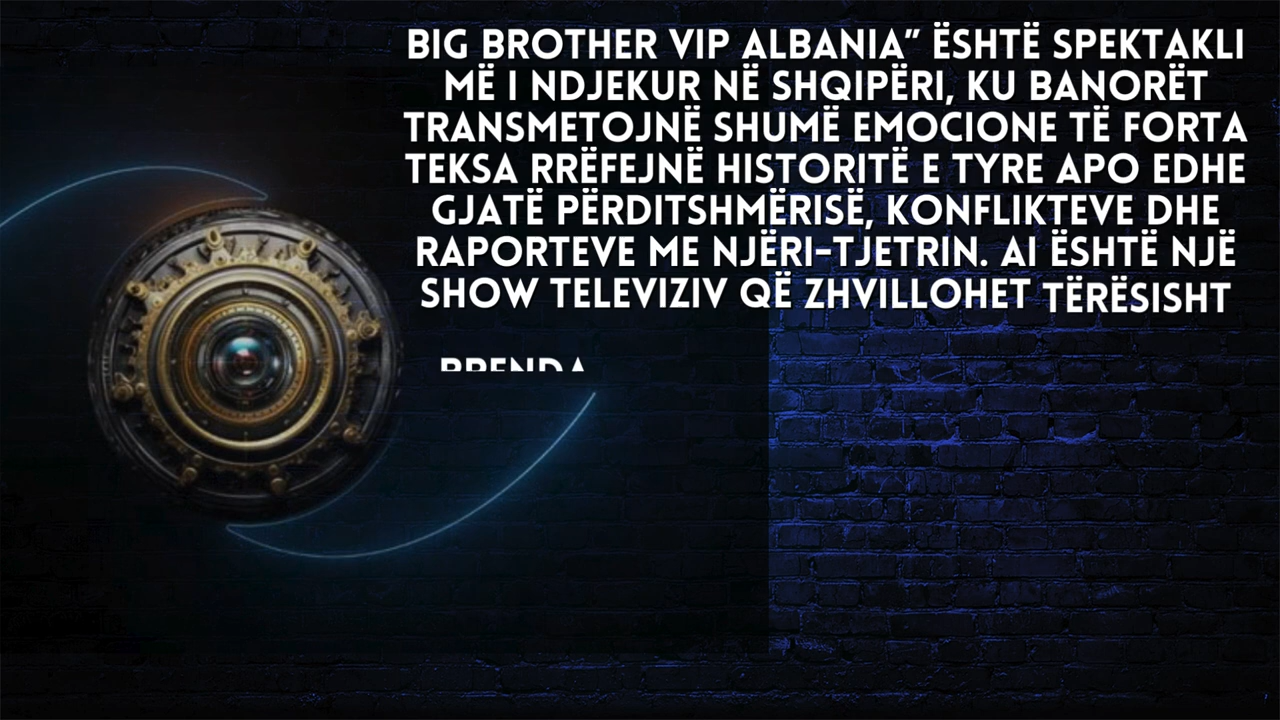 BIG BROTHER VIP ALBANIA” ËSHTË SPEKTAKLI
MË I NDJEKUR NË SHQIPËRI, KU BANORËT
TRANSMETOJNË SHUMË EMOCIONE TË FORTA
TEKSA RRËFEJNË HISTORITË E TYRE APO EDHE
GJATË PËRDITSHMËRISË, KONFLIKTEVE DHE
RAPORTEVE ME NJËRI-TJETRIN. AI ËSHTË NJË
SHOW TELEVIZIV QË ZHVILLOHET TËRËSISHT
BRENDA